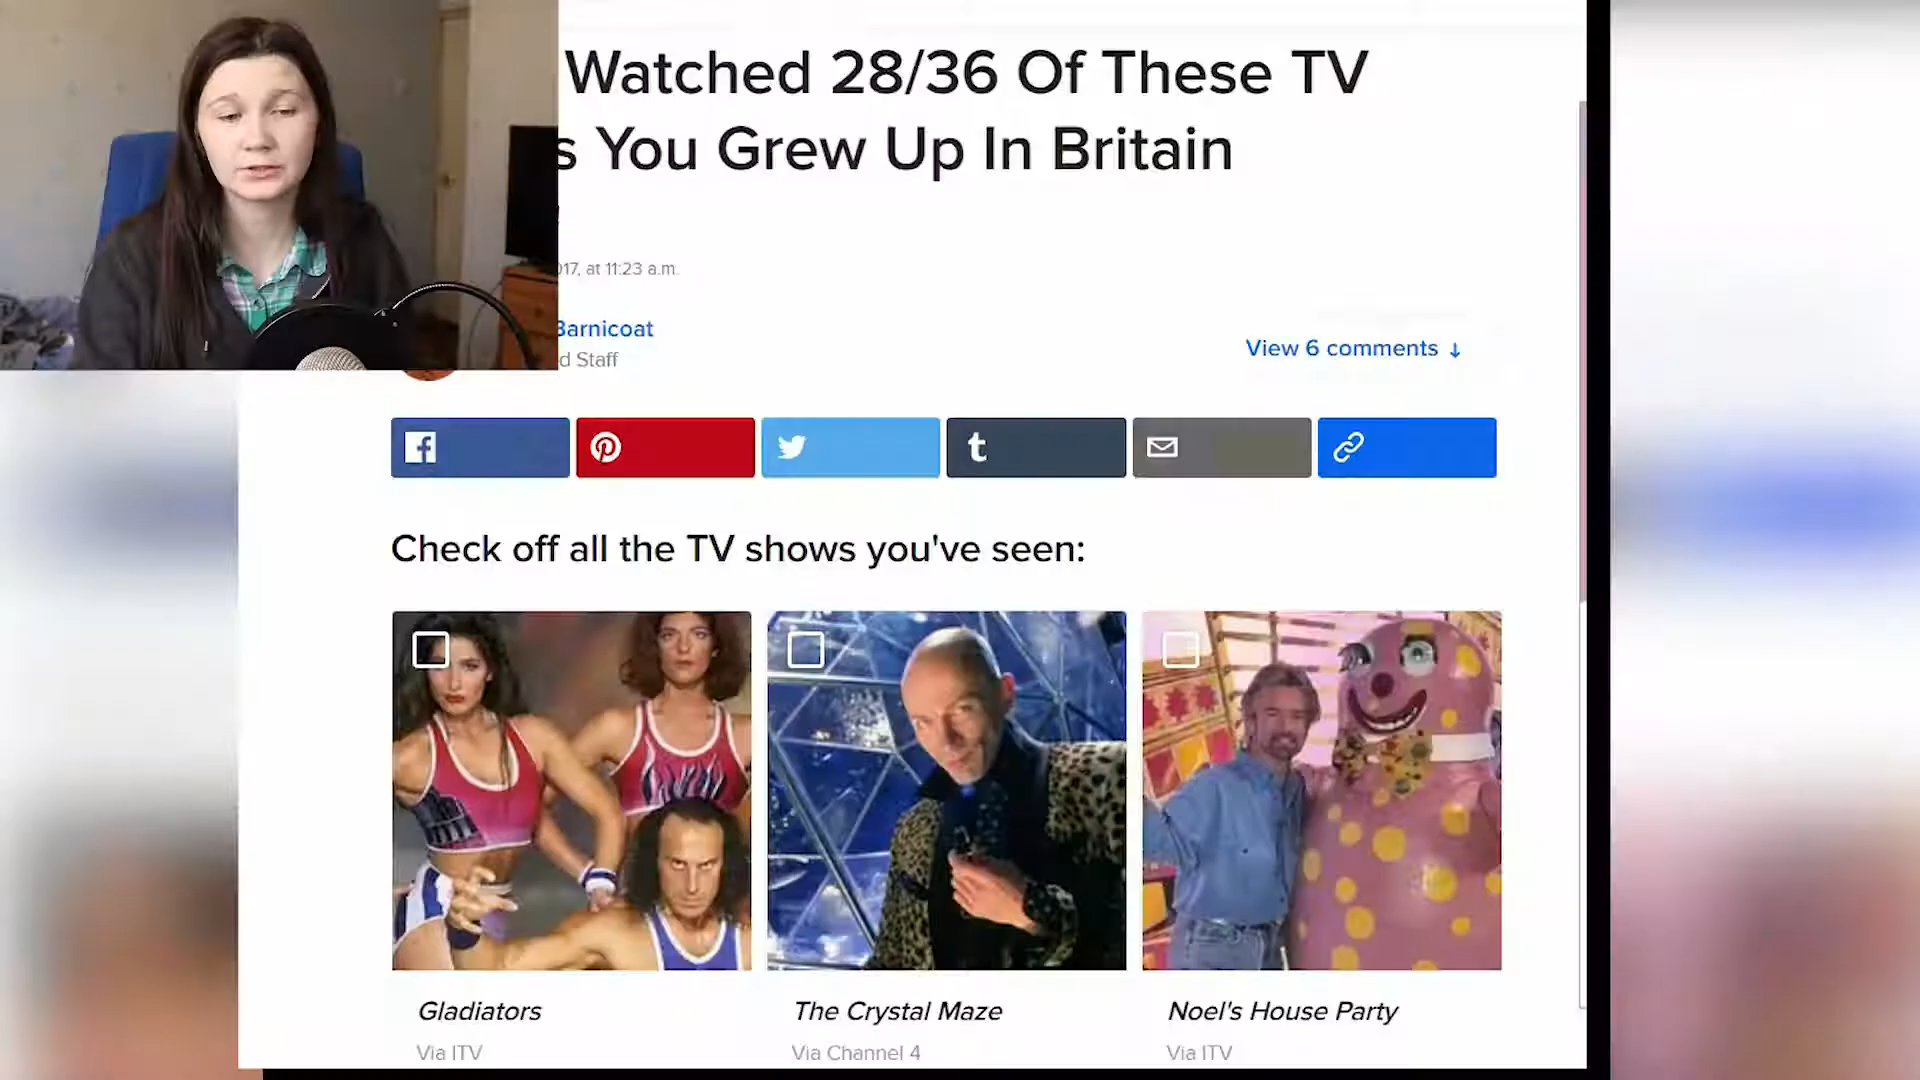 Watched 28/36 Of These TV
s You Grew Up In Britain
017, at 11:23 a.m.
Barnicoat
d Staff
View 6 comments ↓
Check off all the TV shows you've seen:
Gladiators
The Crystal Maze
Noel's House Party
Via ITV
Via Channel 4
Via ITV